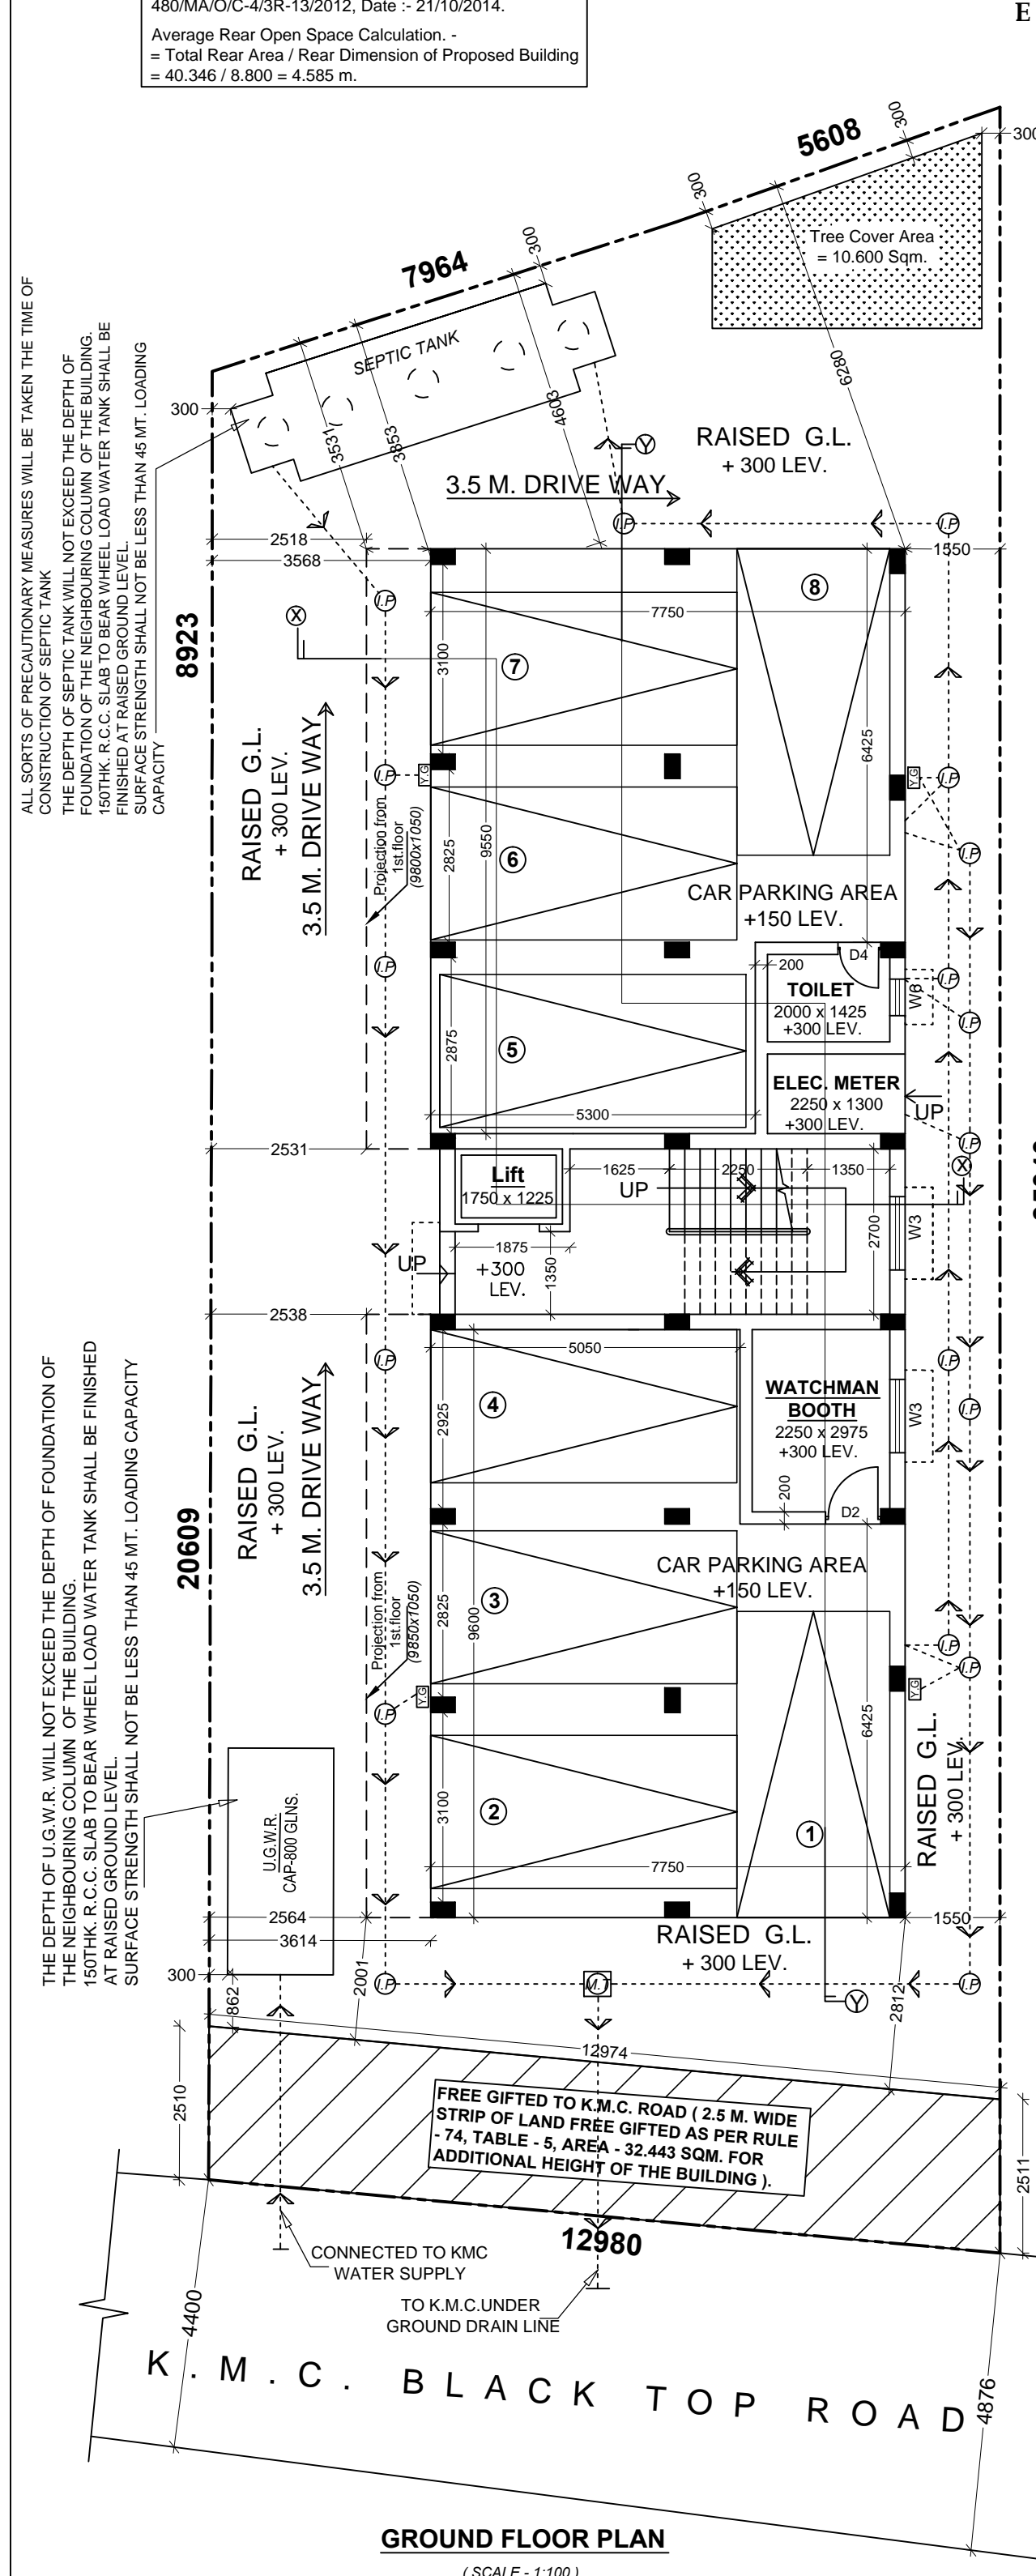 480/MA/O/C-4/3R-13/2012, Date :- 21/10/2014.
E
Average Rear Open Space Calculation. -
= Total Rear Area / Rear Dimension of Proposed Building
= 40.346 / 8.800 = 4.585 m.
5608
300
300
300
Tree Cover Area
= 10.600 Sqm.
7964
300
SEPTIC TANK
300
3531
3853
4603
6280
ALL SORTS OF PRECAUTIONARY MEASURES WILL BE TAKEN THE TIME OF
CONSTRUCTION OF SEPTIC TANK
THE DEPTH OF SEPTIC TANK WILL NOT EXCEED THE DEPTH OF
FOUNDATION OF THE NEIGHBOURING COLUMN OF THE BUILDING.
150THK. R.C.C. SLAB TO BEAR WHEEL LOAD WATER TANK SHALL BE
FINISHED AT RAISED GROUND LEVEL.
SURFACE STRENGTH SHALL NOT BE LESS THAN 45 MT. LOADING
CAPACITY
RAISED G.L.
+ 300 LEV.
Y
3.5 M. DRIVE WAY
I.P
I.P
2518
3568
1550
8
I.P
X
7750
8923
3100
7
6425
RAISED G.L.
+ 300 LEV.
3.5 M. DRIVE WAY
I.P
Y.G
Y.G
I.P
Projection from
1st.floor
(9800x1050)
2825
9550
6
I.P
CAR PARKING AREA
+150 LEV.
I.P
200
D4
TOILET
2000 x 1425
+300 LEV.
W6
I.P
I.P
2875
5
ELEC. METER
2250 x 1300
+300 LEV.
UP
5300
I.P
2531
X
Lift
1750 x 1225
1625
2250
1350
UP
2700
W3
1875
UP
+300
LEV.
1350
2538
5050
I.P
I.P
4
2925
WATCHMAN
BOOTH
2250 x 2975
+300 LEV.
W3
I.P
200
D2
RAISED G.L.
+ 300 LEV.
3.5 M. DRIVE WAY
20609
THE DEPTH OF U.G.W.R. WILL NOT EXCEED THE DEPTH OF FOUNDATION OF
THE NEIGHBOURING COLUMN OF THE BUILDING.
150THK. R.C.C. SLAB TO BEAR WHEEL LOAD WATER TANK SHALL BE FINISHED
AT RAISED GROUND LEVEL.
SURFACE STRENGTH SHALL NOT BE LESS THAN 45 MT. LOADING CAPACITY
CAR PARKING AREA
+150 LEV.
Projection from
1st.floor
(9850x1050)
2825
9600
3
I.P
I.P
Y.G
Y.G
I.P
6425
RAISED G.L.
+ 300 LEV.
3100
2
1
U.G.W.R.
CAP-800 GLNS.
7750
2564
1550
3614
RAISED G.L.
+ 300 LEV.
300
I.P
M.T
I.P
862
2001
2812
Y
12974
2510
FREE GIFTED TO K.M.C. ROAD ( 2.5 M. WIDE
STRIP OF LAND FREE GIFTED AS PER RULE
- 74, TABLE - 5, AREA - 32.443 SQM. FOR
ADDITIONAL HEIGHT OF THE BUILDING ).
2511
12980
CONNECTED TO KMC
WATER SUPPLY
TO K.M.C.UNDER
GROUND DRAIN LINE
4400
K . M . C . BLACK TOP ROAD
4876
GROUND FLOOR PLAN
( SCALE - 1:100 )